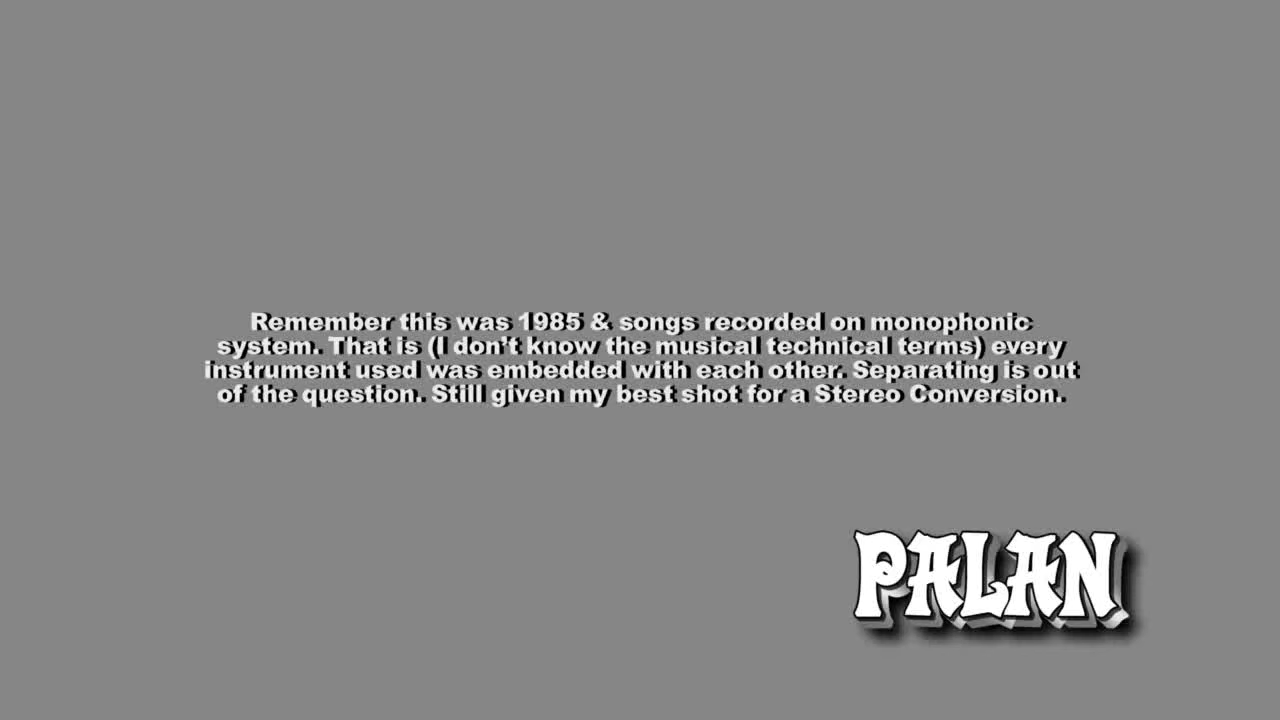 Remember this was 1985 & songs recorded on monophonic
system. That is (I don't know the musical technical terms) every
instrument used was embedded with each other. Separating is out
of the question. Still given my best shot for a Stereo Conversion.
PALAN